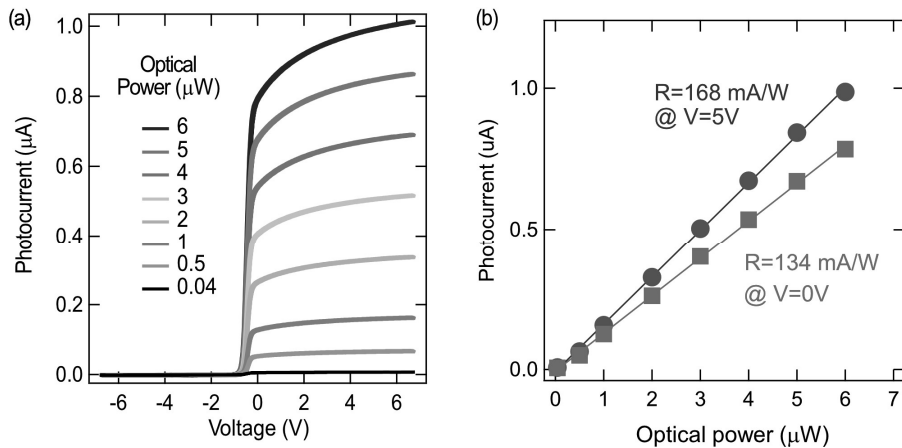 (a)
Photocurrent (μA)
1.0
0.8
0.6
0.4
0.2
0.0
Optical
Power (μW)
6
5
4
3
2
1
0.5
0.04
-6 -4 -2 0 2 4 6
Voltage (V)
(b)
Photocurrent (uA)
1.0
0.5
0.0
R=168 mA/W
@ V=5V
R=134 mA/W
@ V=0V
0 1 2 3 4 5 6 7
Optical power (μW)